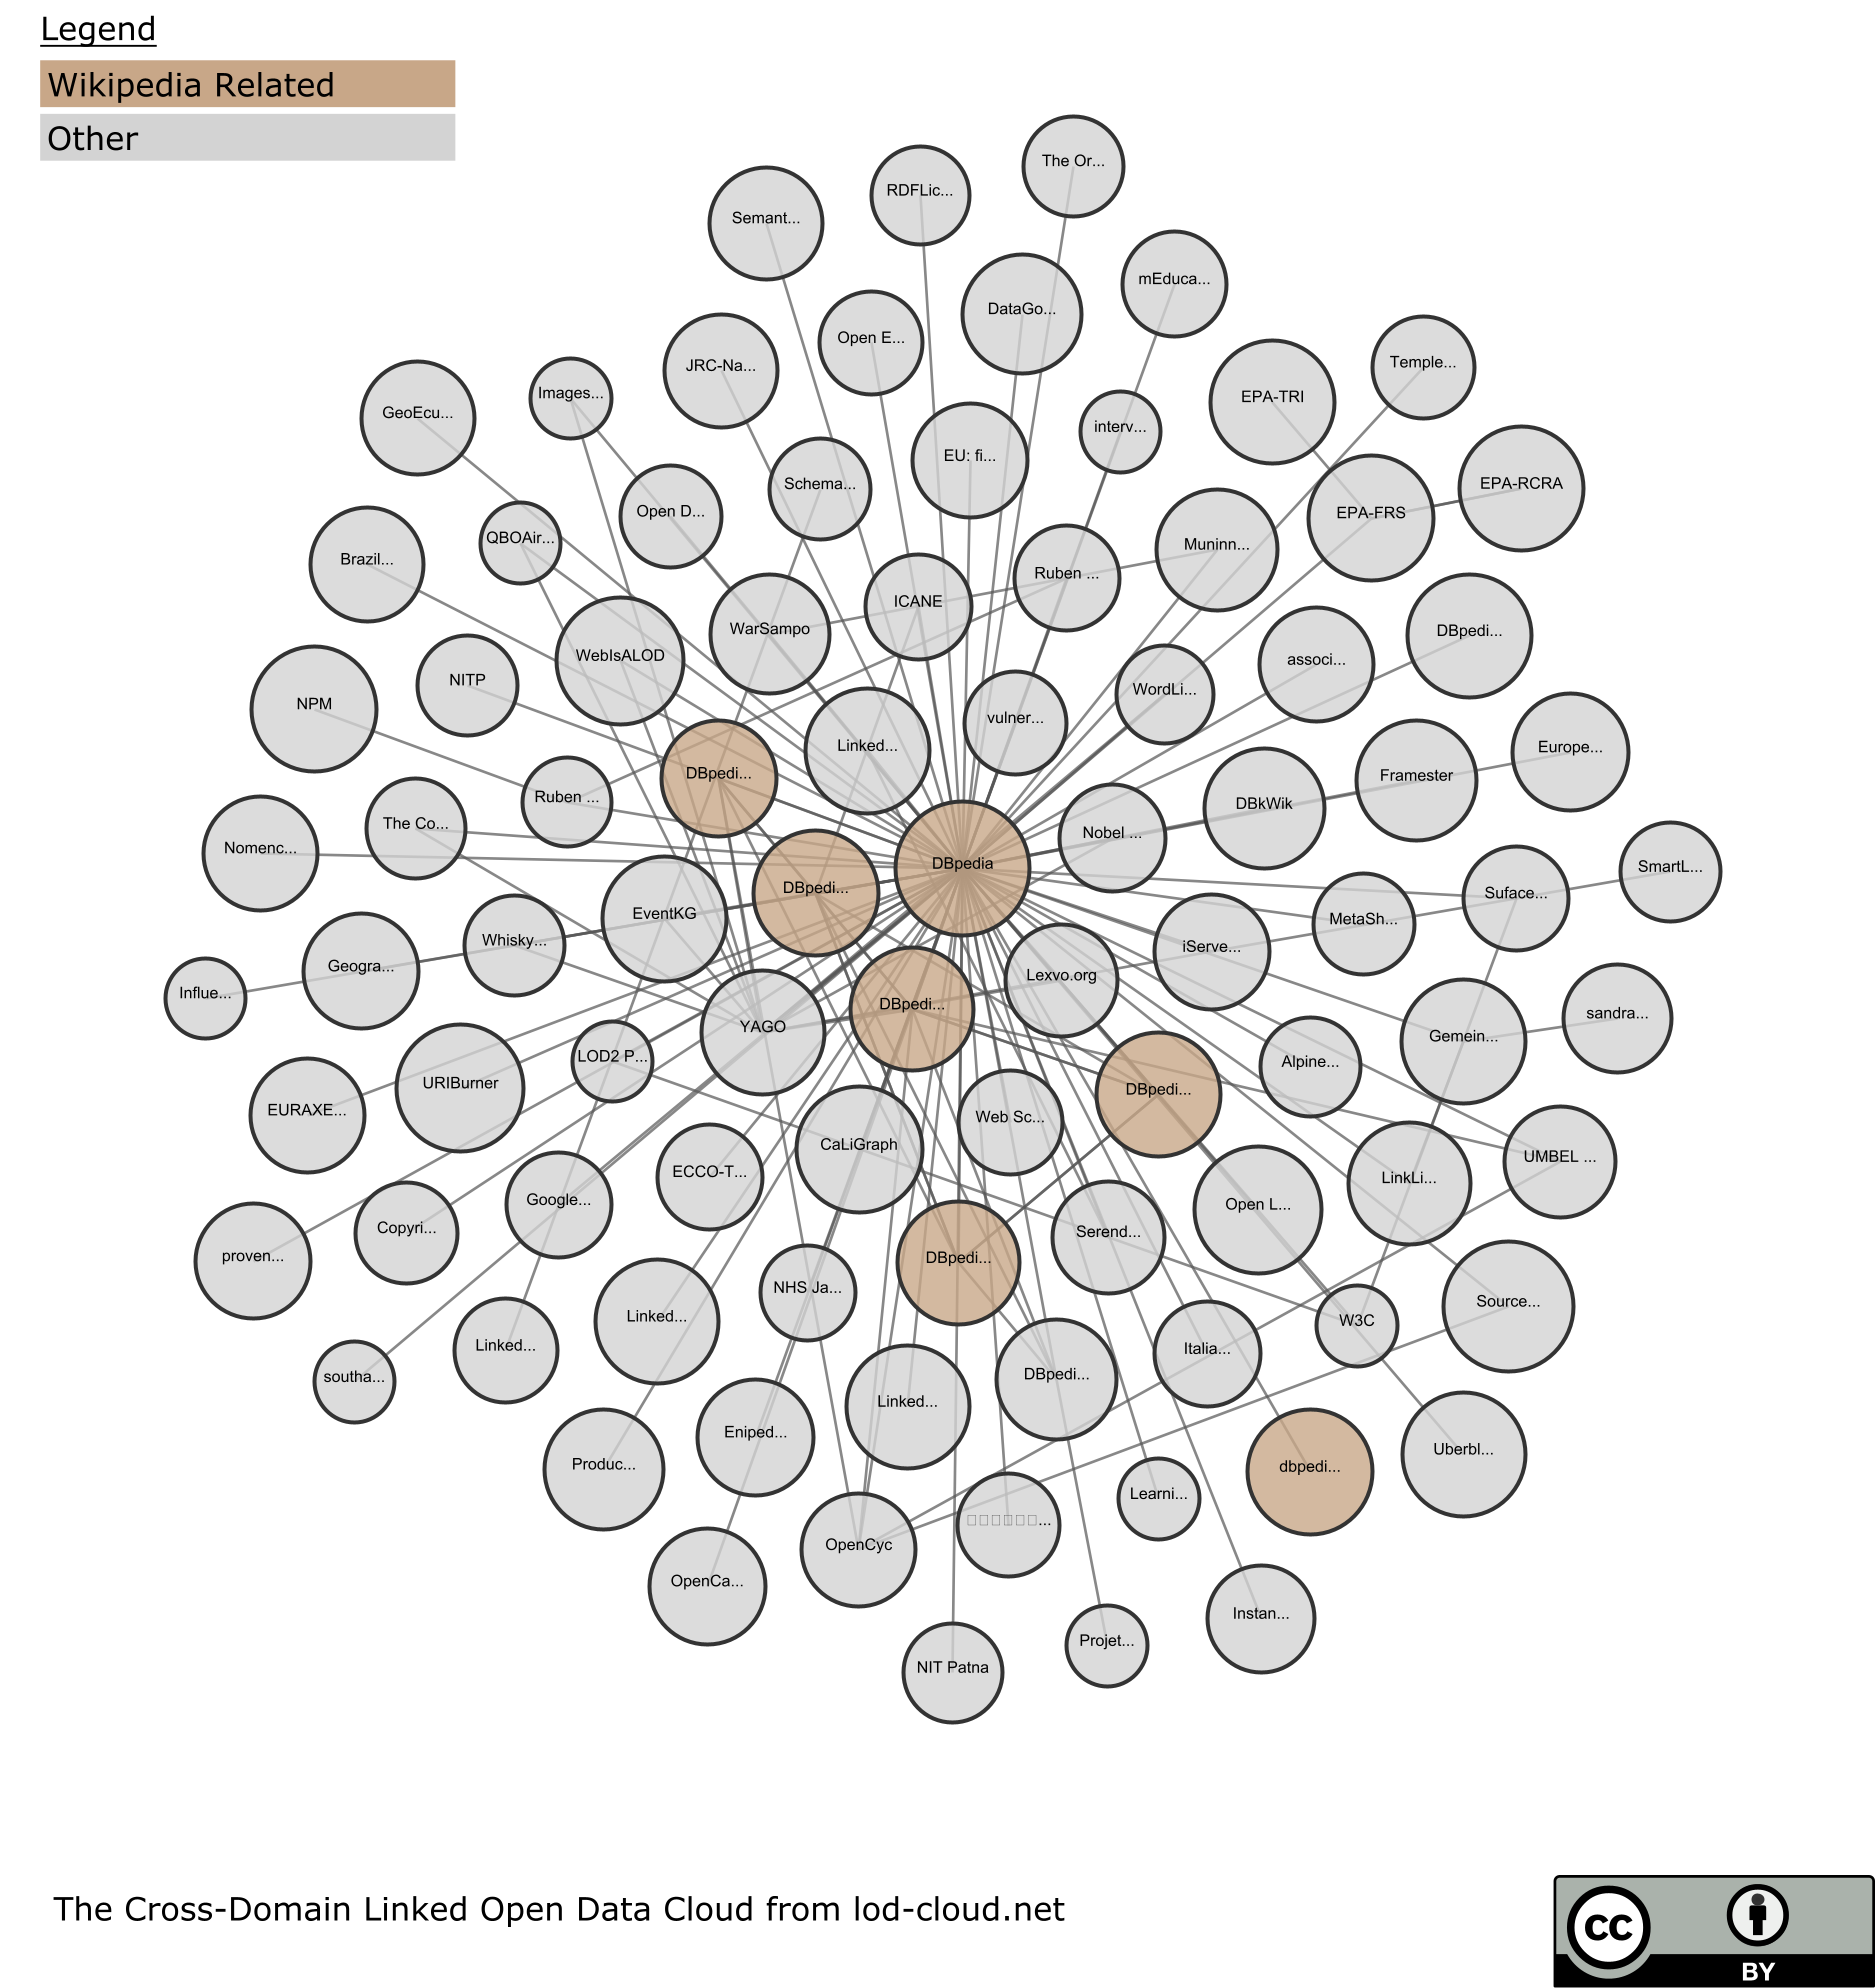 Legend
Wikipedia Related
Other
The Or...
RDFLic...
Semant...
mEduca...
DataGo...
Open E...
JRC-Na...
Temple...
Images...
EPA-TRI
GeoEcu...
interv...
EU: fi...
Schema...
EPA-RCRA
Open D...
EPA-FRS
QBOAir...
Muninn...
Brazil...
Ruben ...
ICANE
WarSampo
DBpedi...
WebIsALOD
associ...
NITP
WordLi...
NPM
vulner...
Linked...
Europe...
DBpedi...
Framester
Ruben ...
DBkWik
The Co...
Nobel ...
Nomenc...
DBpedia
SmartL...
DBpedi...
Suface...
EventKG
MetaSh...
Whisky...
iServe...
Geogra...
Lexvo.org
Influe...
DBpedi...
sandra...
YAGO
Gemein...
LOD2 P...
Alpine...
URIBurner
DBpedi...
EURAXE...
Web Sc...
CaLiGraph
UMBEL ...
ECCO-T...
LinkLi...
Google...
Open L...
Copyri...
Serend...
proven...
DBpedi...
NHS Ja...
Source...
Linked...
W3C
Linked...
Italia...
DBpedi...
southa...
Linked...
Eniped...
Uberbl...
Produc...
dbpedi...
Learni...
□□□□□□...
OpenCyc
OpenCa...
Instan...
Projet...
NIT Patna
The Cross-Domain Linked Open Data Cloud from lod-cloud.net
cc
BY